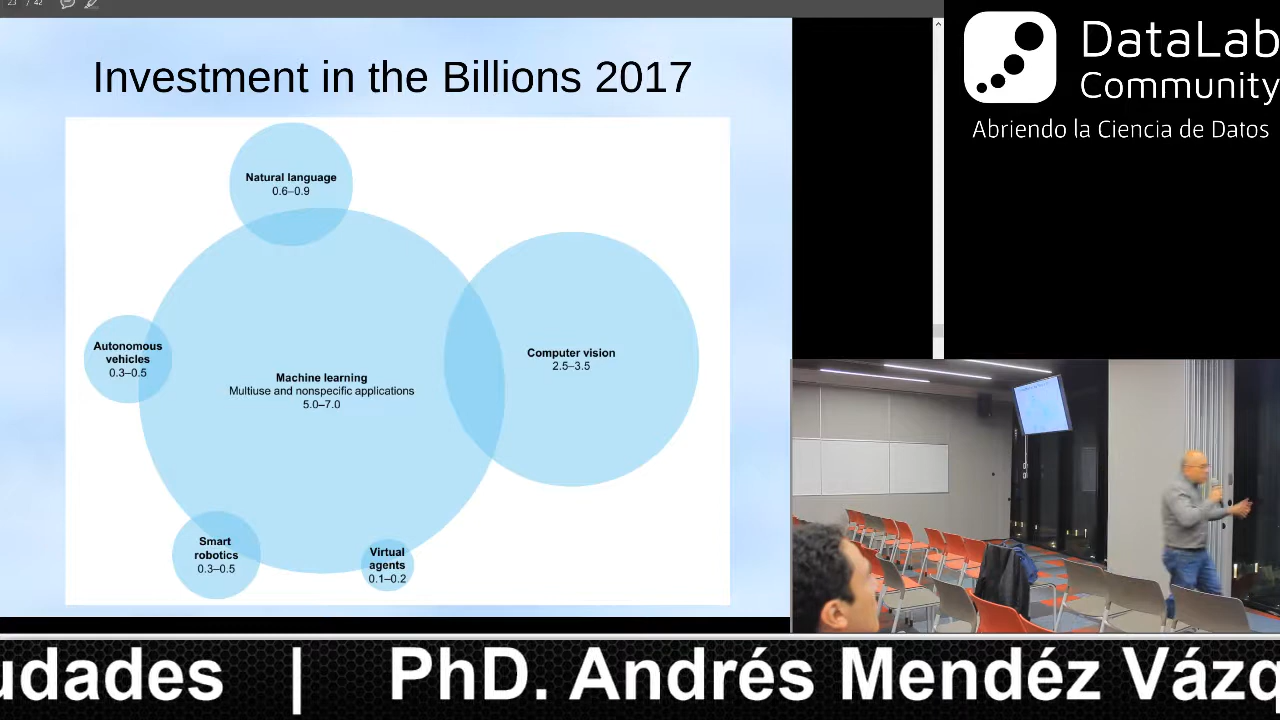 23 / 42
Investment in the Billions 2017
Natural language
0.6–0.9
Autonomous
vehicles
0.3–0.5
Machine learning
Multiuse and nonspecific applications
5.0–7.0
Computer vision
2.5–3.5
Smart
robotics
0.3–0.5
Virtual
agents
0.1–0.2
DataLab
Community
Abriendo la Ciencia de Datos
udades | PhD. Andrés Mendéz Vázq